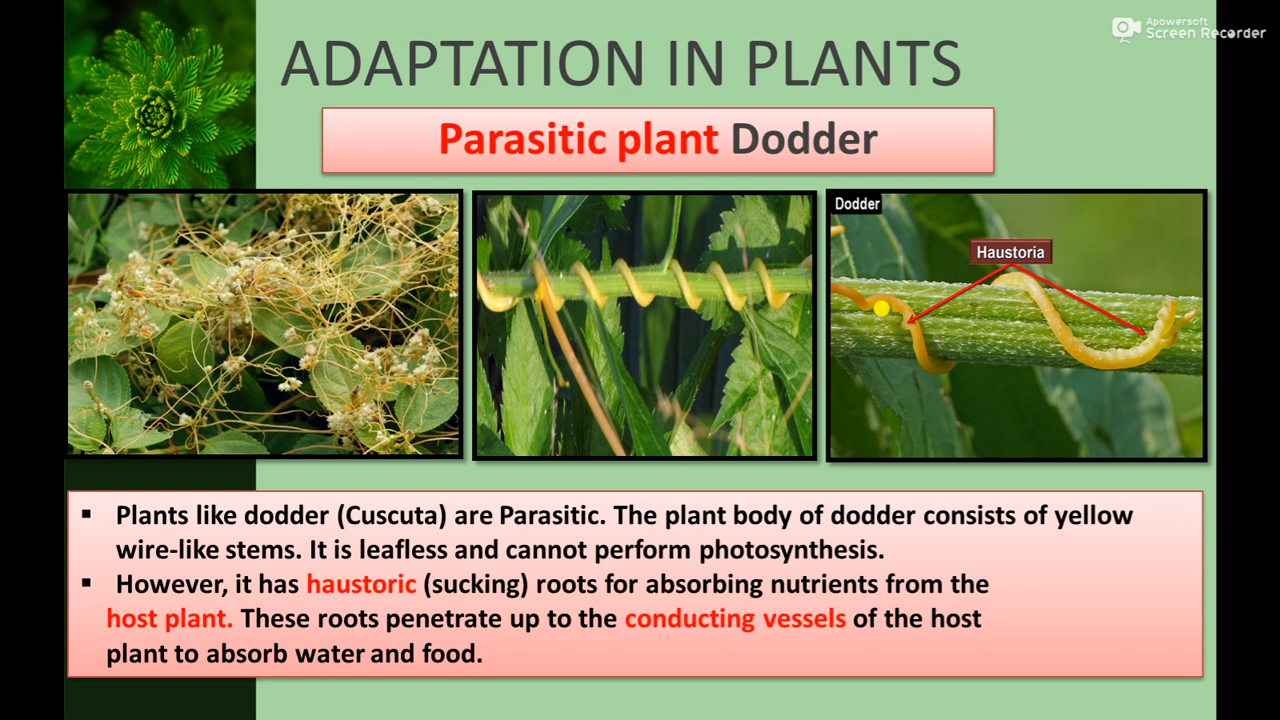 Apowersoft
Screen Recorder
ADAPTATION IN PLANTS
Parasitic plant Dodder
Dodder
Haustoria
▪ Plants like dodder (Cuscuta) are Parasitic. The plant body of dodder consists of yellow
wire-like stems. It is leafless and cannot perform photosynthesis.
▪ However, it has haustoric (sucking) roots for absorbing nutrients from the
host plant. These roots penetrate up to the conducting vessels of the host
plant to absorb water and food.